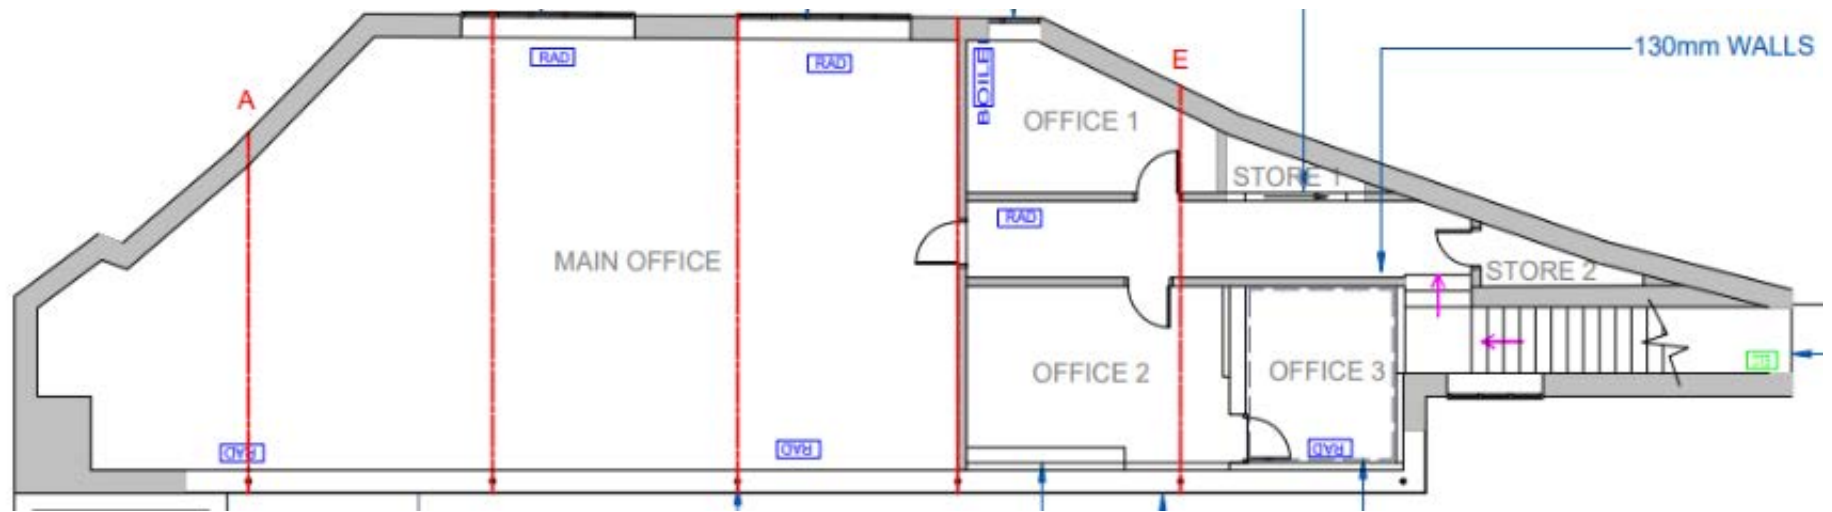 130mm WALLS
RAD
RAD
BOILE
E
A
OFFICE 1
STORE 1
RAD
MAIN OFFICE
STORE 2
OFFICE 2
OFFICE 3
RAD
RAD
RAD